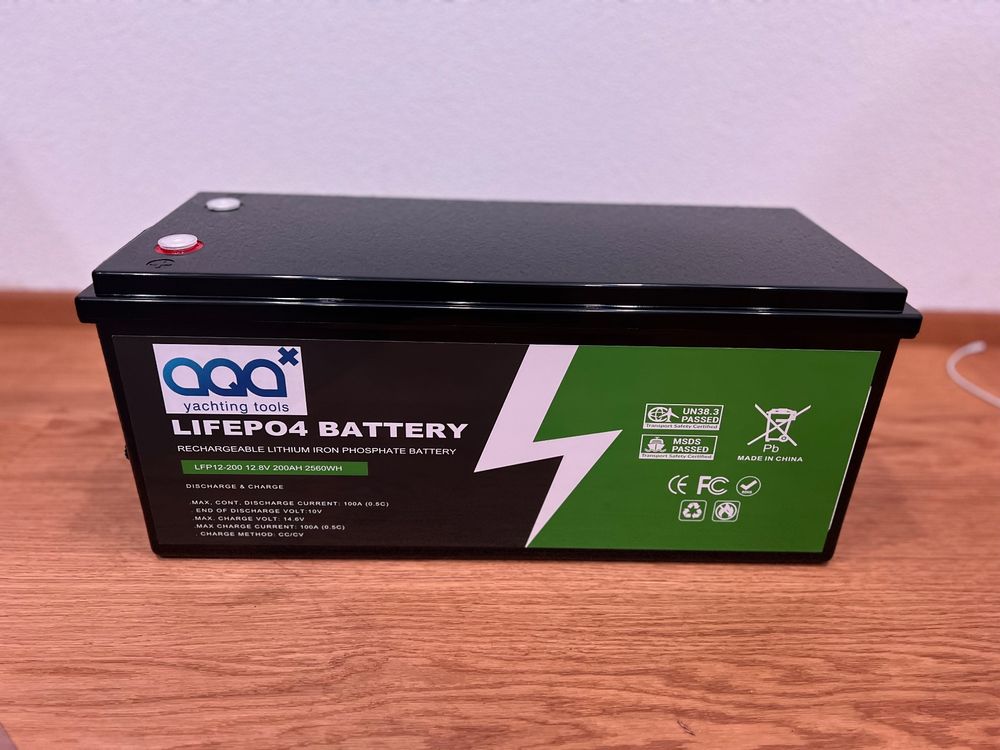 aqa x
yachting tools
LIFEPO4 BATTERY
RECHARGEABLE LITHIUM IRON PHOSPHATE BATTERY
LFP12-200 12.8V 200AH 2560WH
DISCHARGE & CHARGE
.MAX. CONT. DISCHARGE CURRENT: 100A (0.5C)
. END OF DISCHARGE VOLT:10V
.MAX. CHARGE VOLT: 14.6V
.MAX CHARGE CURRENT: 100A (0.5C)
. CHARGE METHOD: CC/CV
UN38.3
PASSED
Transport Safety Certified
MSDS
PASSED
Transport Safety Certified
Pb
MADE IN CHINA
CE FC
RoHS